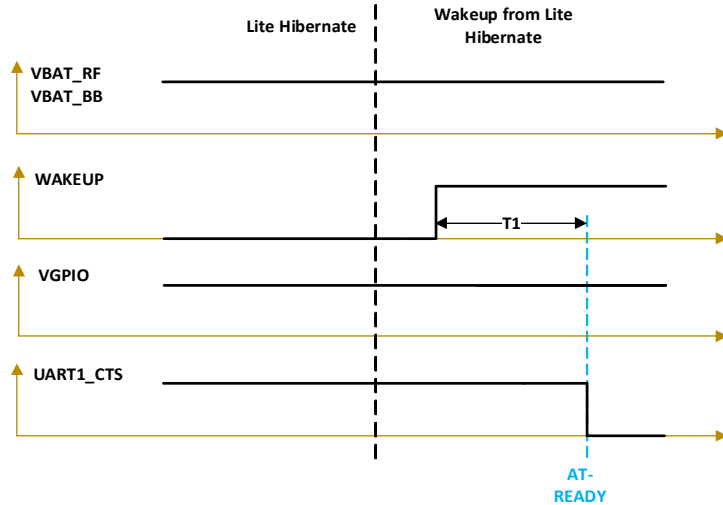 Lite Hibernate
Wakeup from Lite
Hibernate
VBAT_RF
VBAT_BB
WAKEUP
T1
VGPIO
UART1_CTS
AT-
READY